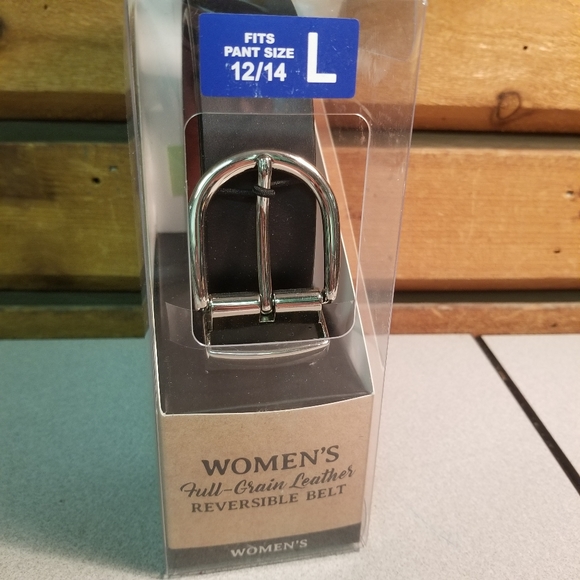 FITS
PANT SIZE
12/14
L
WOMEN'S
Full-Grain Leather
REVERSIBLE BELT
WOMEN'S